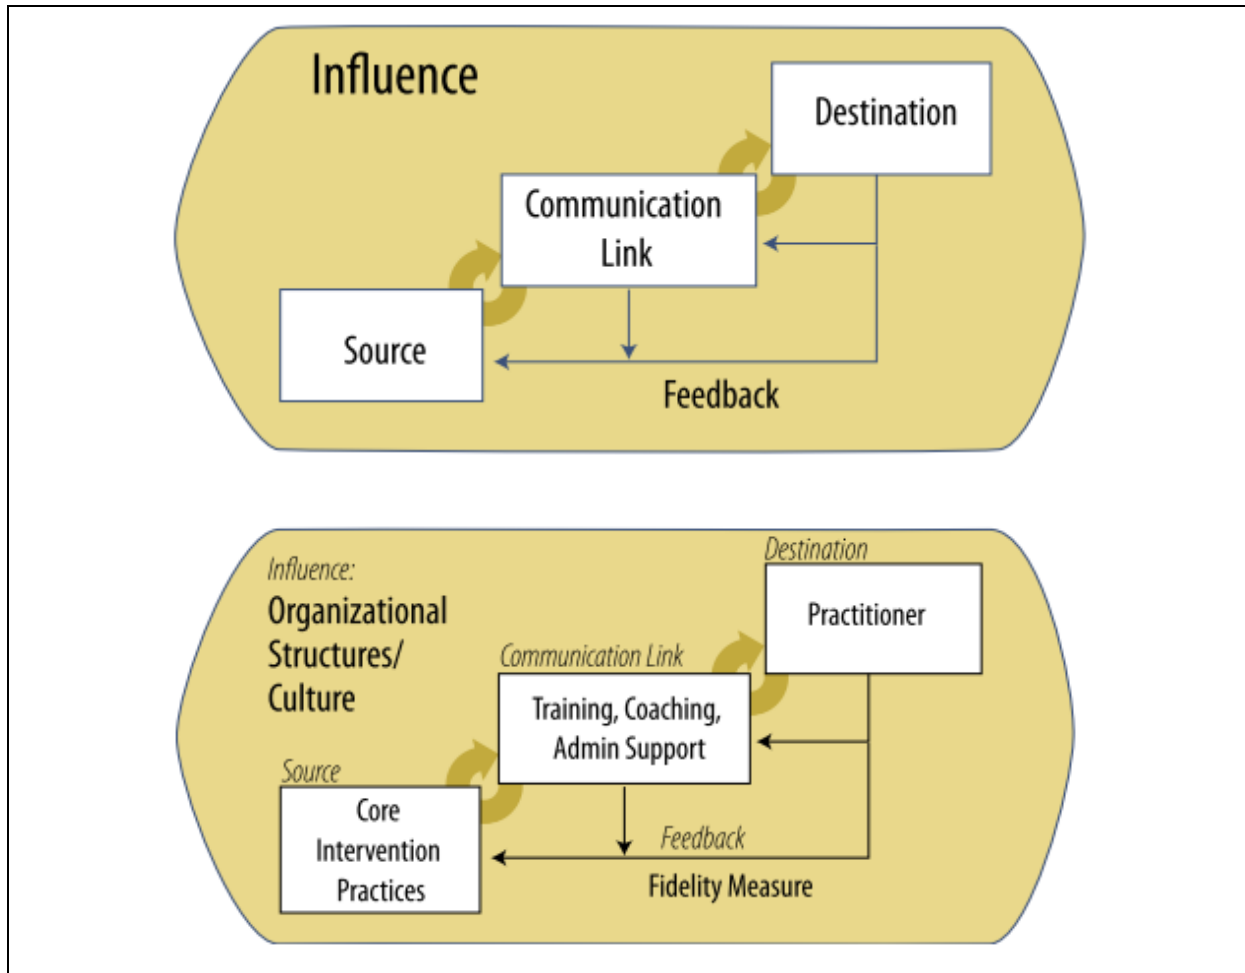 Influence
Destination
Communication
Link
Source
Feedback
Destination
Influence:
Organizational
Structures/
Culture
Practitioner
Communication Link
Training, Coaching,
Admin Support
Source
Core
Intervention
Practices
Feedback
Fidelity Measure